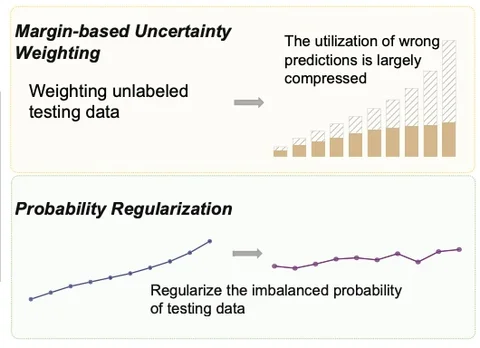 Margin-based Uncertainty
Weighting
Weighting unlabeled
testing data
The utilization of wrong
predictions is largely
compressed
Probability Regularization
Regularize the imbalanced probability
of testing data